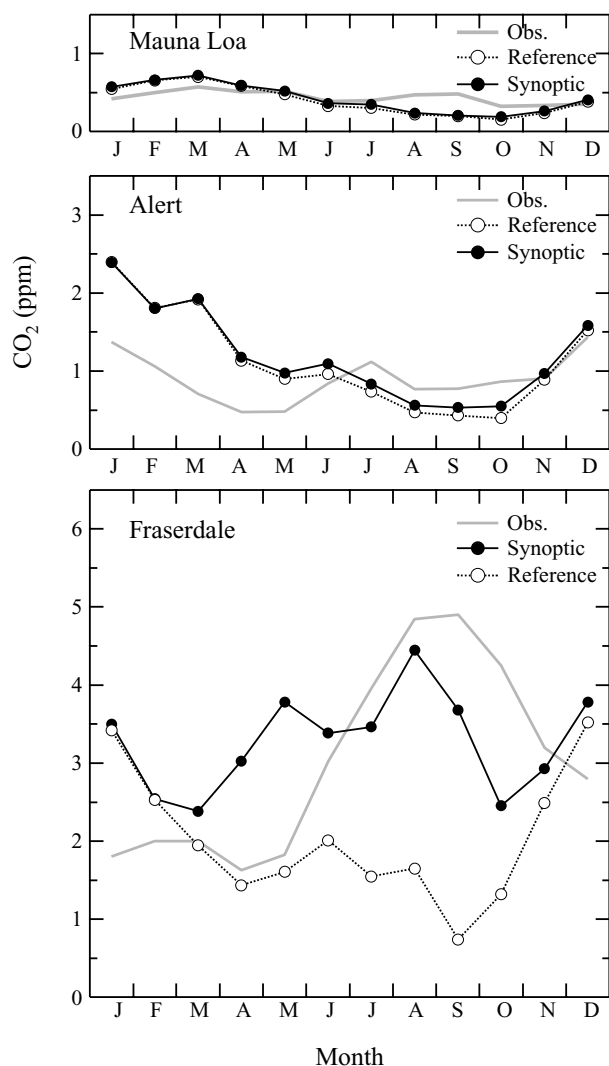 Mauna Loa
Obs.
Reference
Synoptic
1
0
J F M A M J J A S O N D
Alert
Obs.
Reference
Synoptic
3
2
1
0
J F M A M J J A S O N D
CO2 (ppm)
Fraserdale
Obs.
Synoptic
Reference
6
5
4
3
2
1
0
J F M A M J J A S O N D
Month